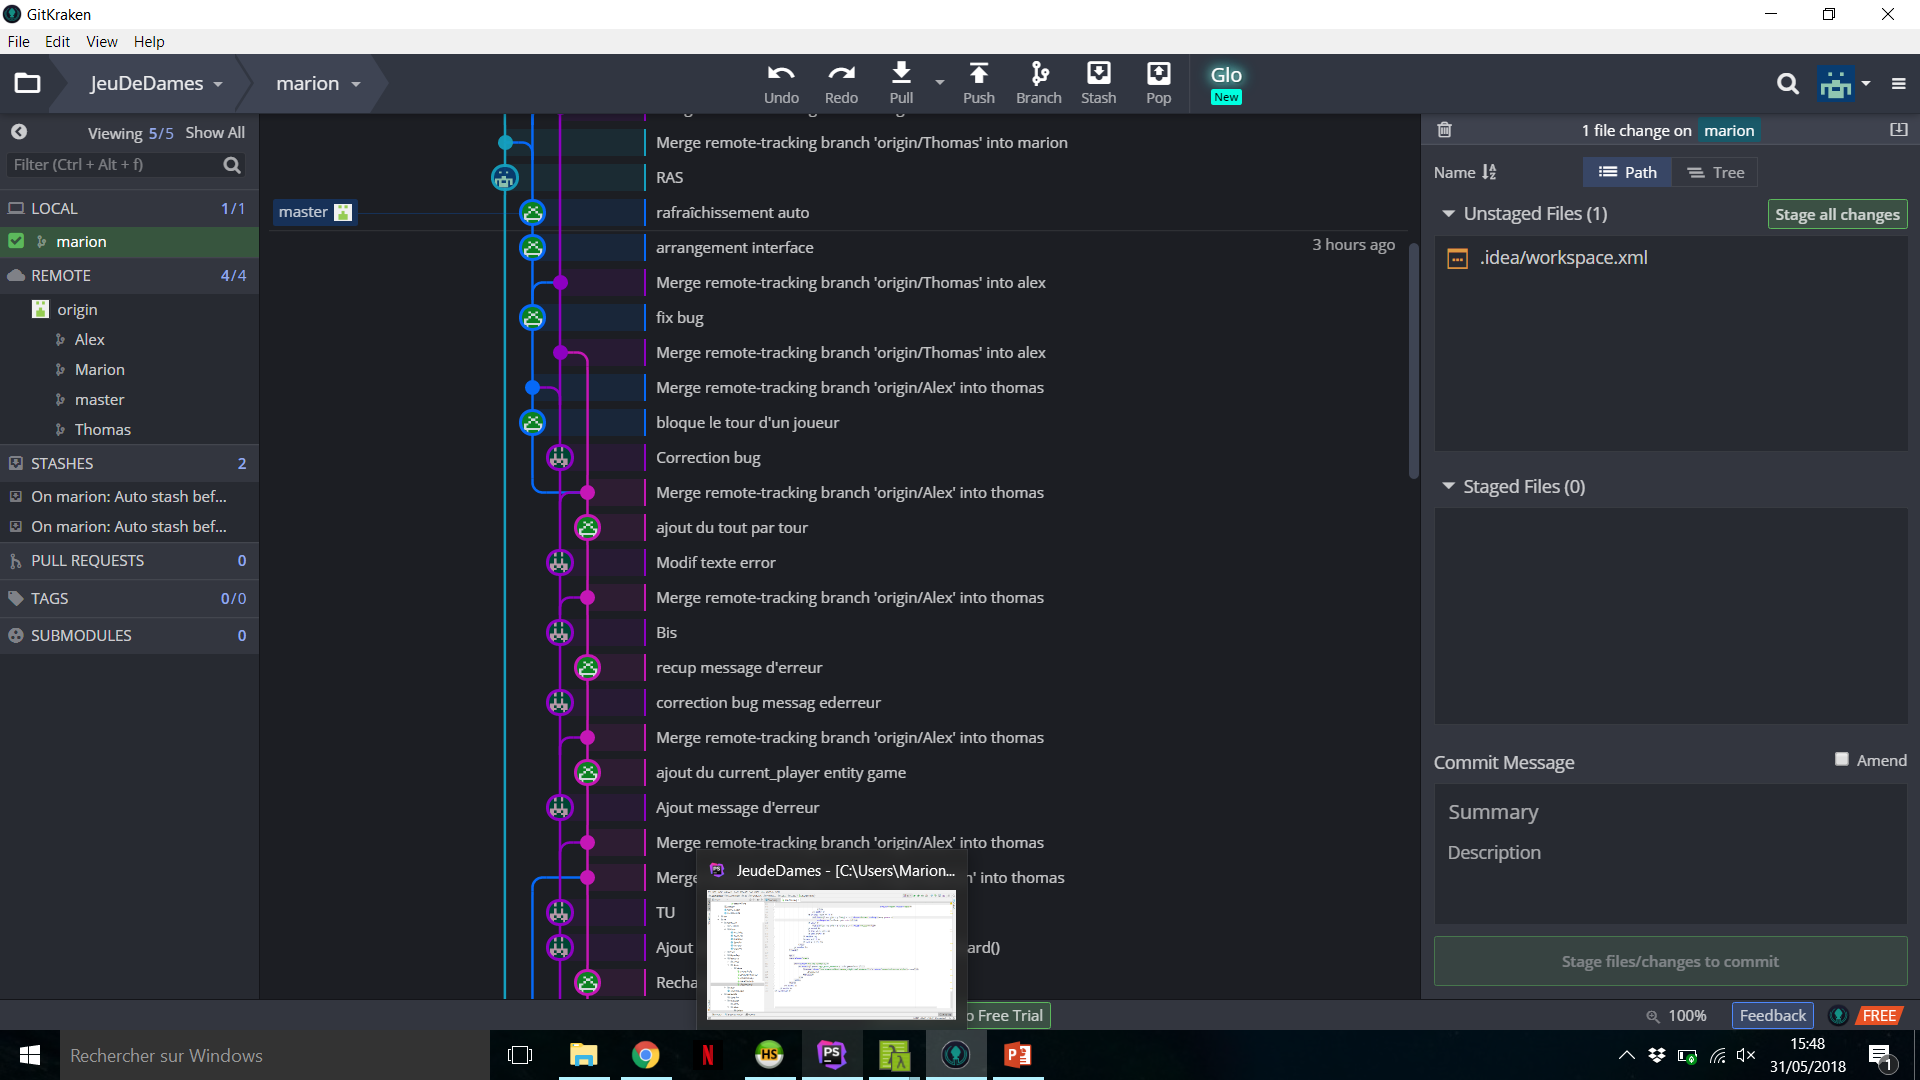 GitKraken
File Edit View Help
JeuDeDames
marion
Undo
Redo
Pull
Push
Branch
Stash
Pop
Glo
New
Viewing 5/5 Show All
Filter (Ctrl + Alt + f)
LOCAL 1/1
marion
REMOTE 4/4
origin
Alex
Marion
master
Thomas
STASHES 2
On marion: Auto stash bef...
On marion: Auto stash bef...
PULL REQUESTS 0
TAGS 0/0
SUBMODULES 0
Merge remote-tracking branch 'origin/Thomas' into marion
RAS
master
rafraîchissement auto
arrangement interface
3 hours ago
Merge remote-tracking branch 'origin/Thomas' into alex
fix bug
Merge remote-tracking branch 'origin/Thomas' into alex
Merge remote-tracking branch 'origin/Alex' into thomas
bloque le tour d'un joueur
Correction bug
Merge remote-tracking branch 'origin/Alex' into thomas
ajout du tout par tour
Modif texte error
Merge remote-tracking branch 'origin/Alex' into thomas
Bis
recup message d'erreur
correction bug messag ederreur
Merge remote-tracking branch 'origin/Alex' into thomas
ajout du current_player entity game
Ajout message d'erreur
Merge remote-tracking branch 'origin/Alex' into thomas
Merge n' into thomas
TU
Ajout ard()
Recha
JeudeDames - [C:\Users\Marion...
1 file change on marion
Name
Path
Tree
Unstaged Files (1)
Stage all changes
.idea/workspace.xml
Staged Files (0)
Commit Message
Amend
Summary
Description
Stage files/changes to commit
o Free Trial
100%
Feedback
FREE
Rechercher sur Windows
N
HS
PS
15:48
31/05/2018
1